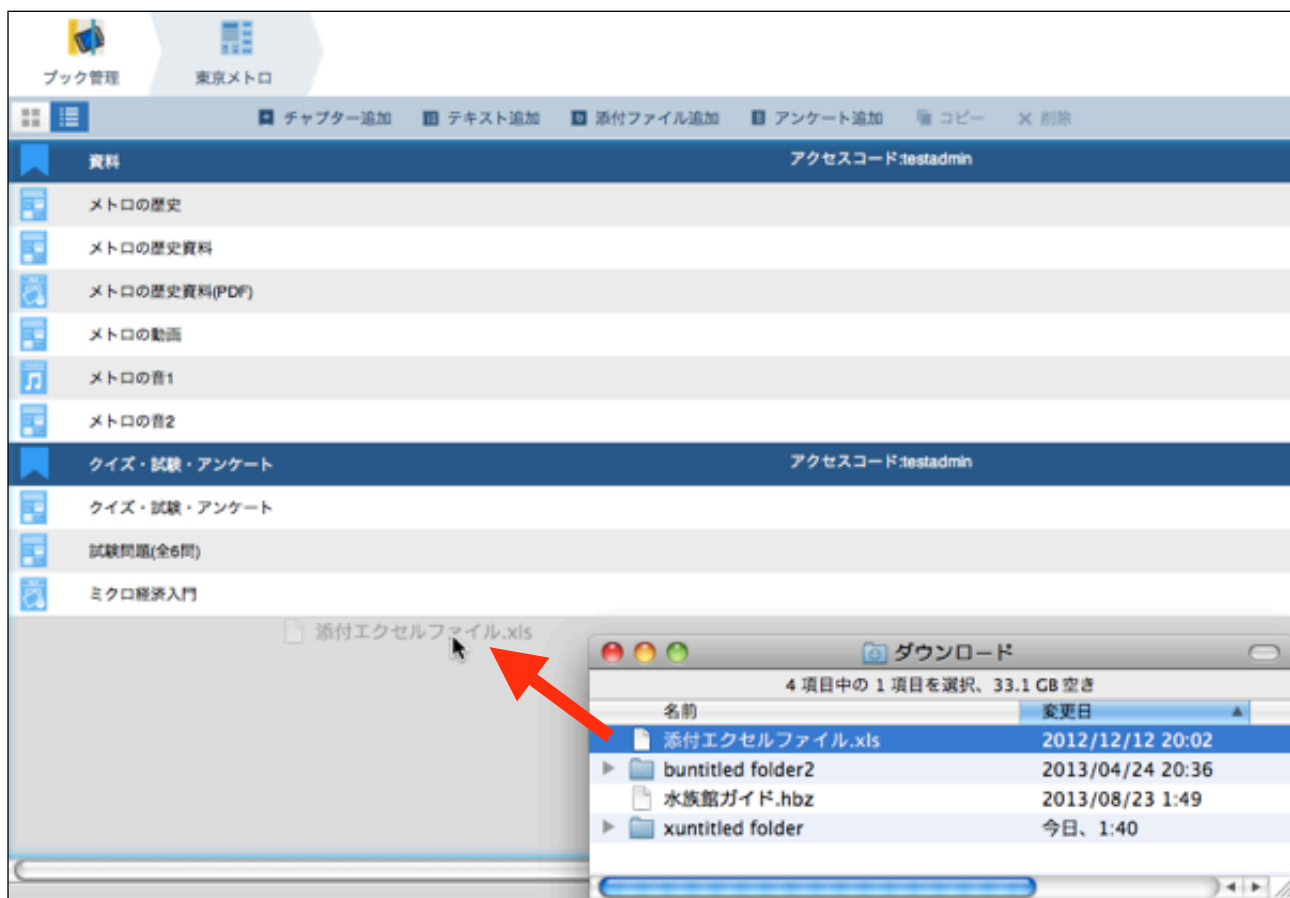 ブック管理 東京メトロ
チャプター追加 テキスト追加 添付ファイル追加 アンケート追加 コピー 削除
資料 アクセスコード:testadmin
メトロの歴史
メトロの歴史資料
メトロの歴史資料(PDF)
メトロの動画
メトロの音1
メトロの音2
クイズ・試験・アンケート アクセスコード:testadmin
クイズ・試験・アンケート
試験問題(全6問)
ミクロ経済入門
添付エクセルファイル.xls
ダウンロード
4 項目中の 1 項目を選択、33.1 GB 空き
名前 変更日
添付エクセルファイル.xls 2012/12/12 20:02
buntitled folder2 2013/04/24 20:36
水族館ガイド.hbz 2013/08/23 1:49
xuntitled folder 今日、1:40